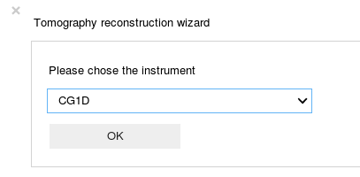 Tomography reconstruction wizard
Please chose the instrument
CG1D
OK